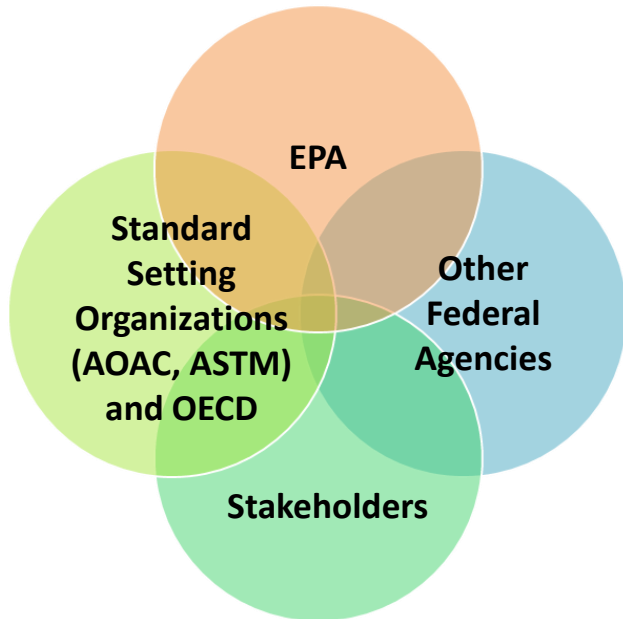 EPA
Standard
Setting
Organizations
(AOAC, ASTM)
and OECD
Other
Federal
Agencies
Stakeholders